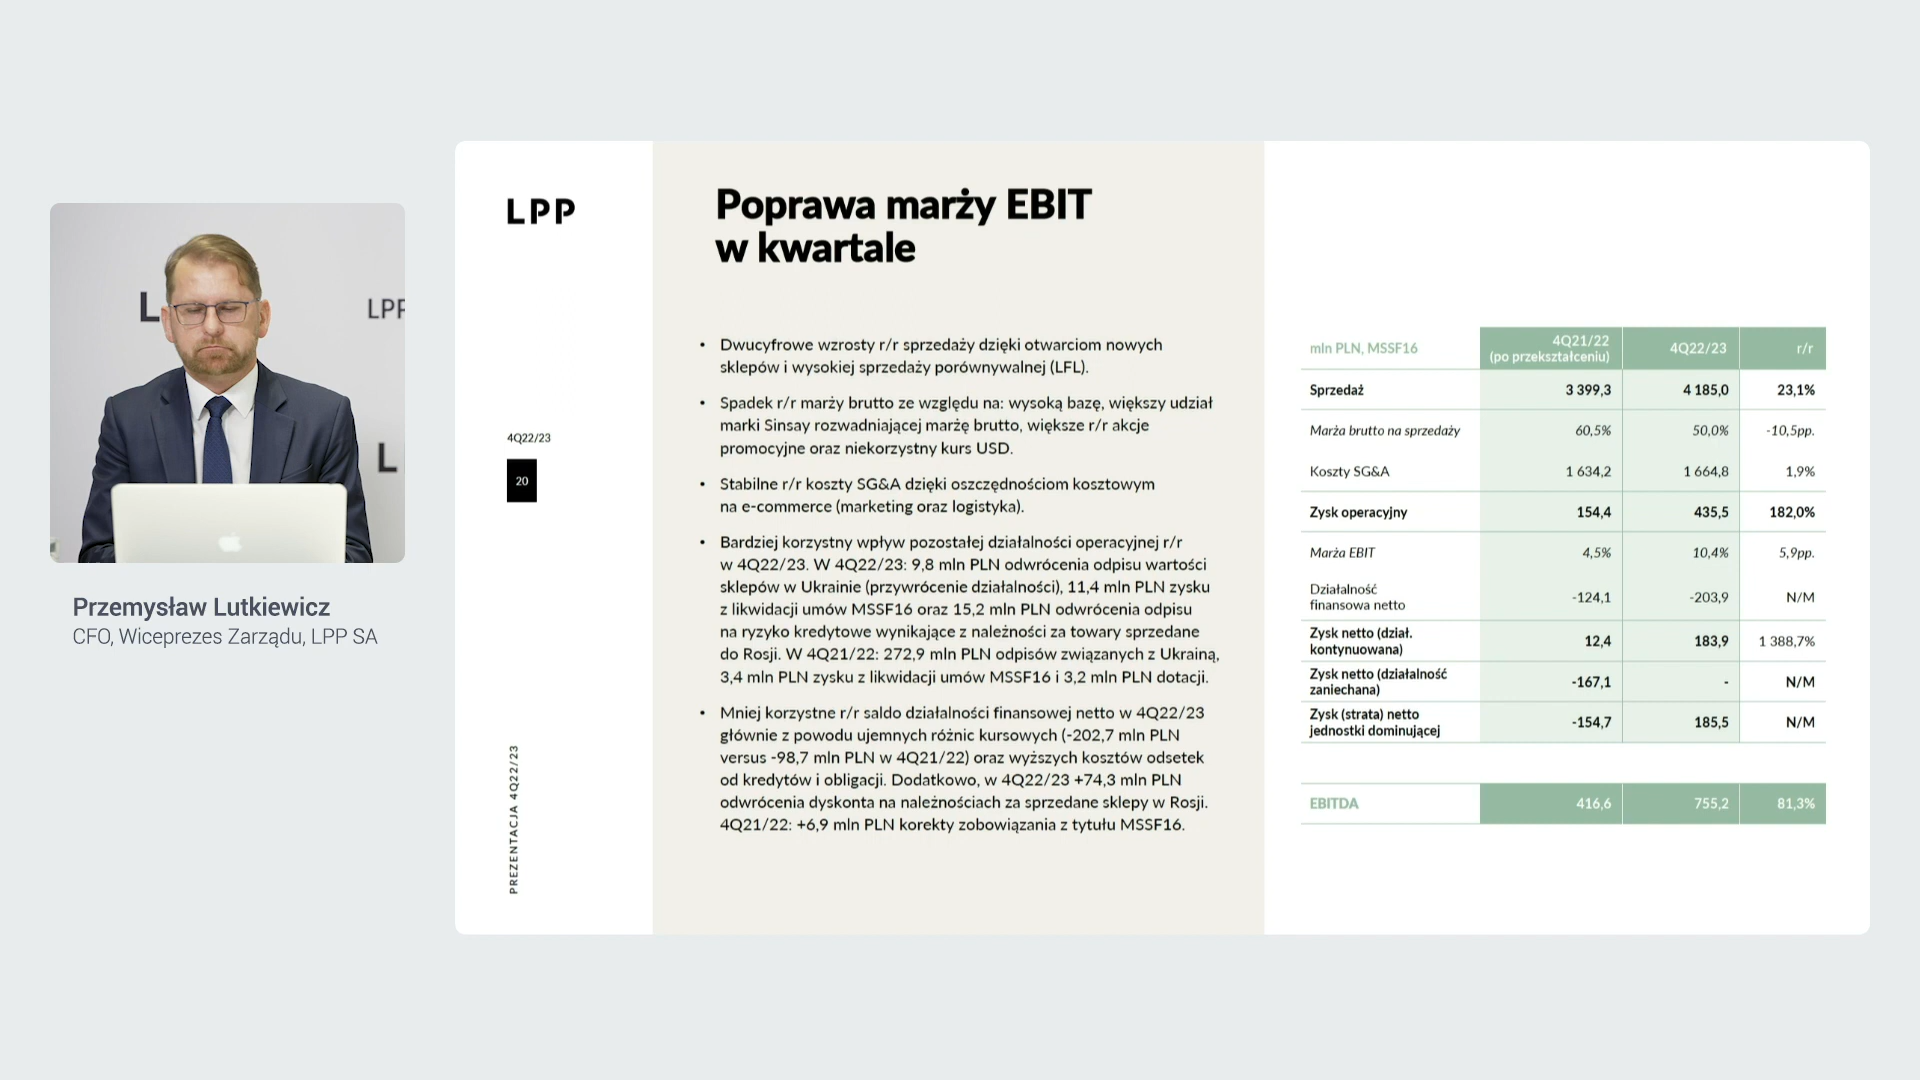 L
LPP
L
Przemysław Lutkiewicz
CFO, Wiceprezes Zarządu, LPP SA
LPP
4Q22/23
20
PREZENTACJA 4Q22/23
Poprawa marży EBIT
w kwartale
• Dwucyfrowe wzrosty r/r sprzedaży dzięki otwarciom nowych
sklepów i wysokiej sprzedaży porównywalnej (LFL).
• Spadek r/r marży brutto ze względu na: wysoką bazę, większy udział
marki Sinsay rozwadniającej marżę brutto, większe r/r akcje
promocyjne oraz niekorzystny kurs USD.
• Stabilne r/r koszty SG&A dzięki oszczędnościom kosztowym
na e-commerce (marketing oraz logistyka).
• Bardziej korzystny wpływ pozostałej działalności operacyjnej r/r
w 4Q22/23. W 4Q22/23: 9,8 mln PLN odwrócenia odpisu wartości
sklepów w Ukrainie (przywrócenie działalności), 11,4 mln PLN zysku
z likwidacji umów MSSF16 oraz 15,2 mln PLN odwrócenia odpisu
na ryzyko kredytowe wynikające z należności za towary sprzedane
do Rosji. W 4Q21/22: 272,9 mln PLN odpisów związanych z Ukrainą,
3,4 mln PLN zysku z likwidacji umów MSSF16 i 3,2 mln PLN dotacji.
• Mniej korzystne r/r saldo działalności finansowej netto w 4Q22/23
głównie z powodu ujemnych różnic kursowych (-202,7 mln PLN
versus -98,7 mln PLN w 4Q21/22) oraz wyższych kosztów odsetek
od kredytów i obligacji. Dodatkowo, w 4Q22/23 +74,3 mln PLN
odwrócenia dyskonta na należnościach za sprzedane sklepy w Rosji.
4Q21/22: +6,9 mln PLN korekty zobowiązania z tytułu MSSF16.
mln PLN, MSSF16 4Q21/22 (po przekształceniu) 4Q22/23 r/r
Sprzedaż 3 399,3 4 185,0 23,1%
Marża brutto na sprzedaży 60,5% 50,0% -10,5pp.
Koszty SG&A 1 634,2 1 664,8 1,9%
Zysk operacyjny 154,4 435,5 182,0%
Marża EBIT 4,5% 10,4% 5,9pp.
Działalność
finansowa netto -124,1 -203,9 N/M
Zysk netto (dział.
kontynuowana) 12,4 183,9 1 388,7%
Zysk netto (działalność
zaniechana) -167,1 - N/M
Zysk (strata) netto
jednostki dominującej -154,7 185,5 N/M
EBITDA 416,6 755,2 81,3%